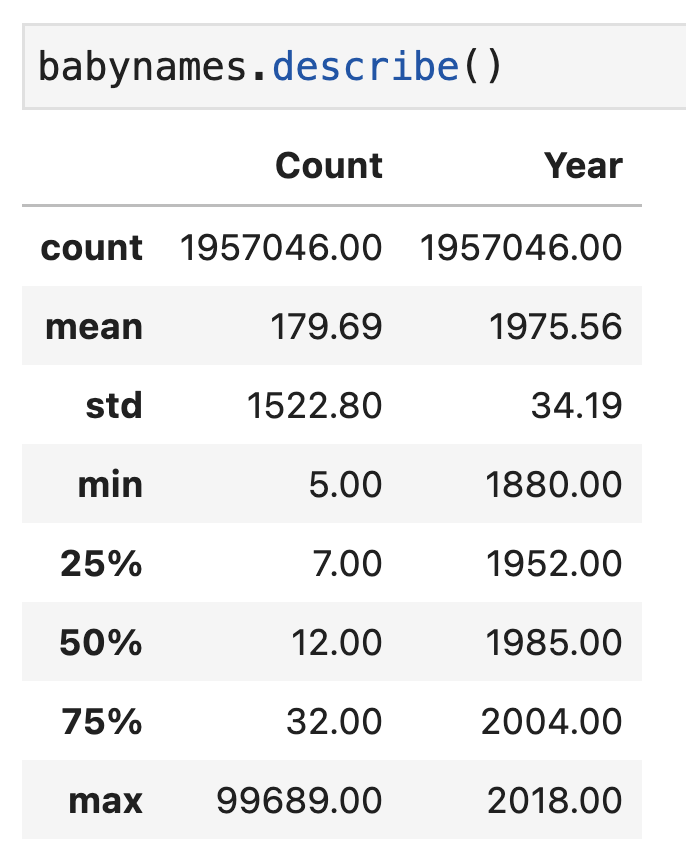 babynames.describe()
Count Year
count 1957046.00 1957046.00
mean 179.69 1975.56
std 1522.80 34.19
min 5.00 1880.00
25% 7.00 1952.00
50% 12.00 1985.00
75% 32.00 2004.00
max 99689.00 2018.00